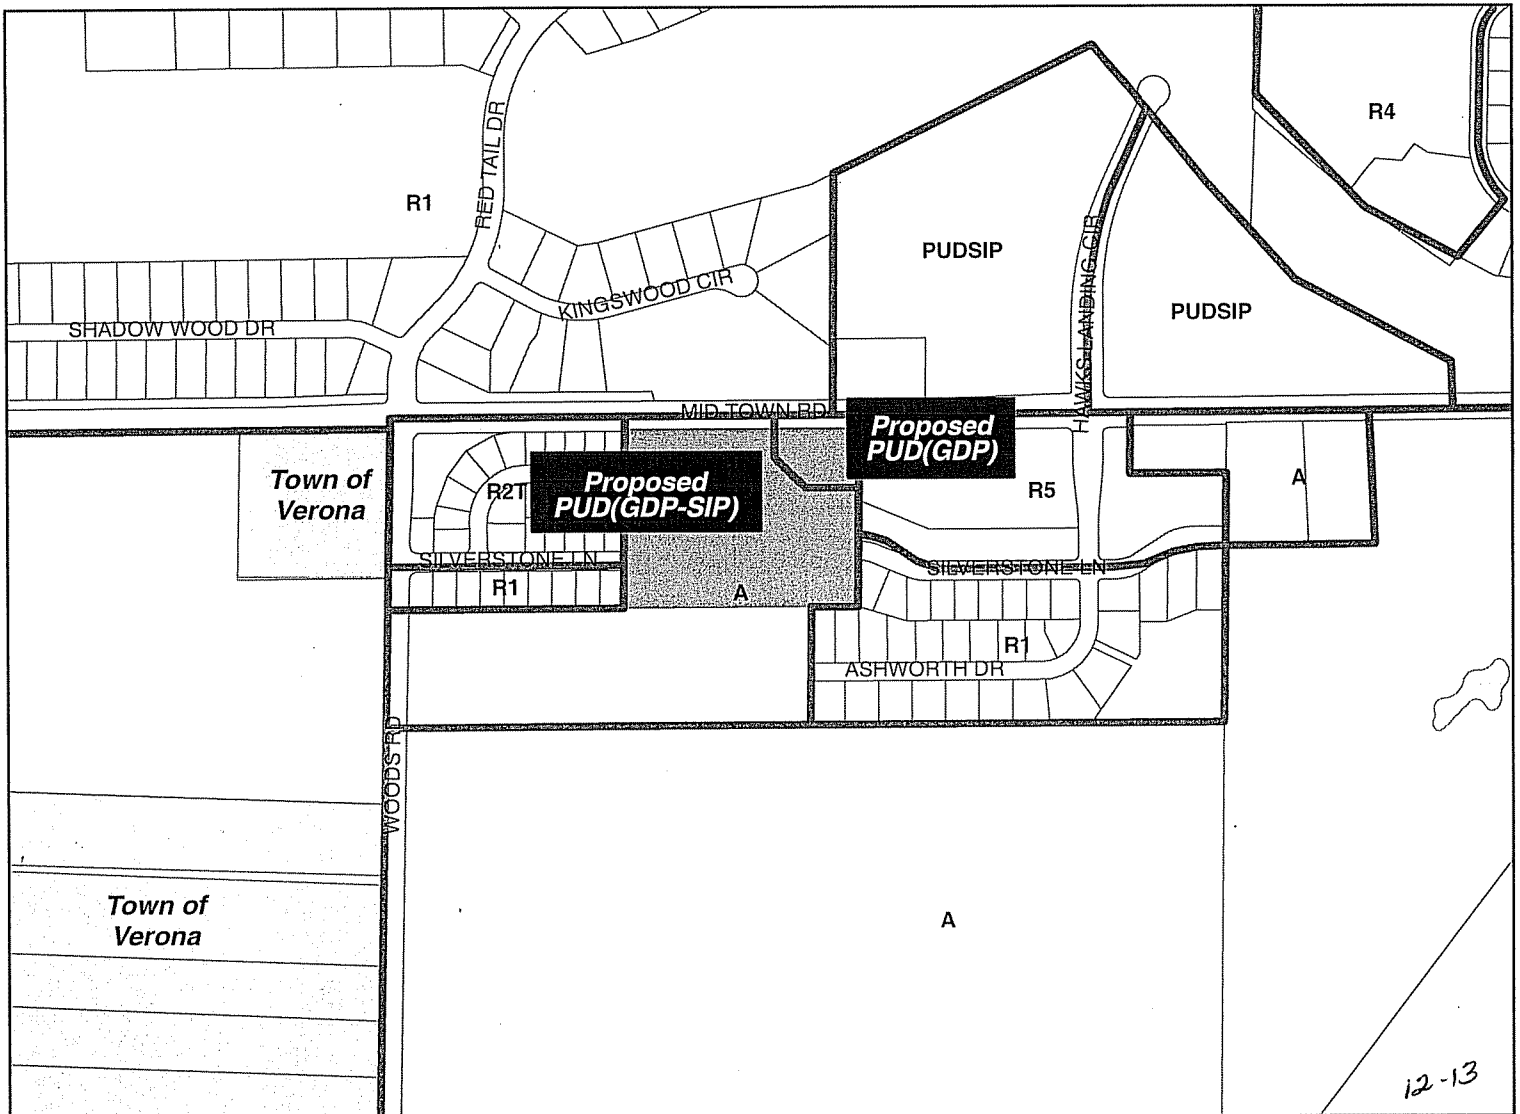 R4
RED TAIL DR
R1
PUDSIP
KINGSWOOD CIR
HAWKS LANDING CIR
PUDSIP
SHADOW WOOD DR
MID TOWN RD
Proposed
PUD(GDP)
Town of
Verona
R2T
Proposed
PUD(GDP-SIP)
R5
A
SILVERSTONE LN
SILVERSTONE LN
R1
A
R1
ASHWORTH DR
WOODS RD
Town of
Verona
A
12-13